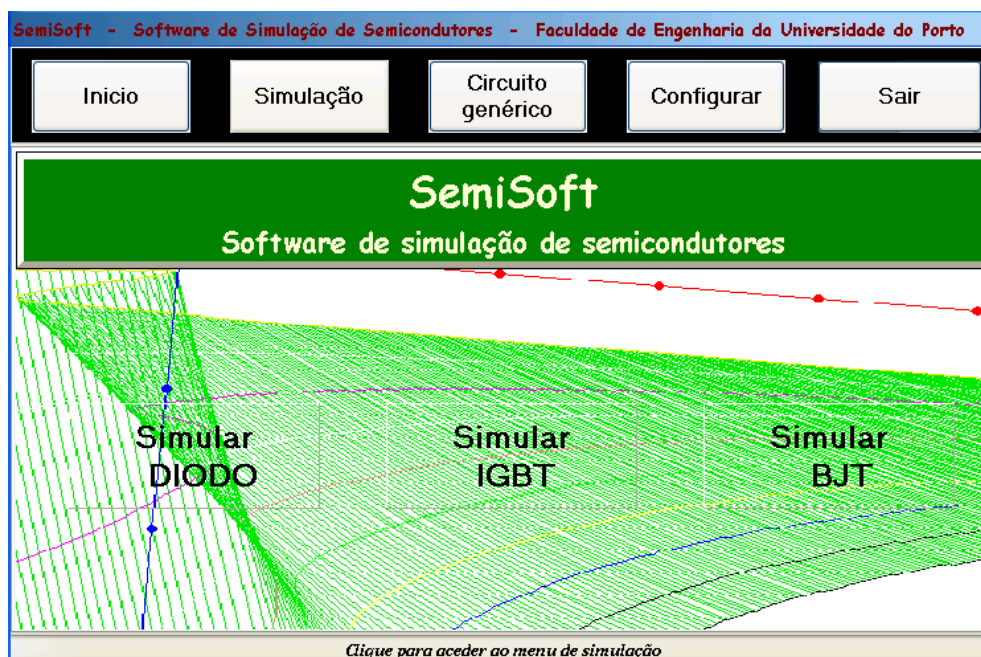 SemiSoft - Software de Simulação de Semicondutores - Faculdade de Engenharia da Universidade do Porto
Inicio
Simulação
Circuito
genérico
Configurar
Sair
SemiSoft
Software de simulação de semicondutores
Simular
DIODO
Simular
IGBT
Simular
BJT
Clique para aceder ao menu de simulação